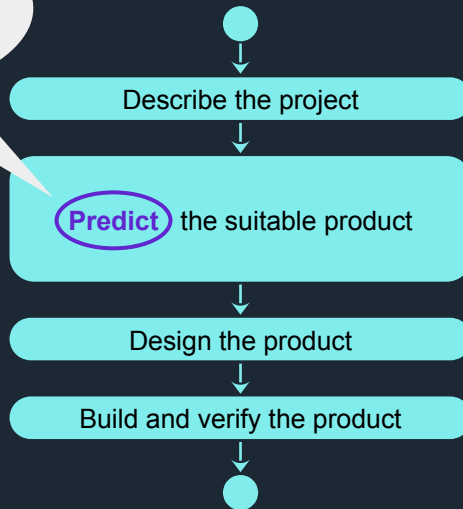 Describe the project
Predict the suitable product
Design the product
Build and verify the product